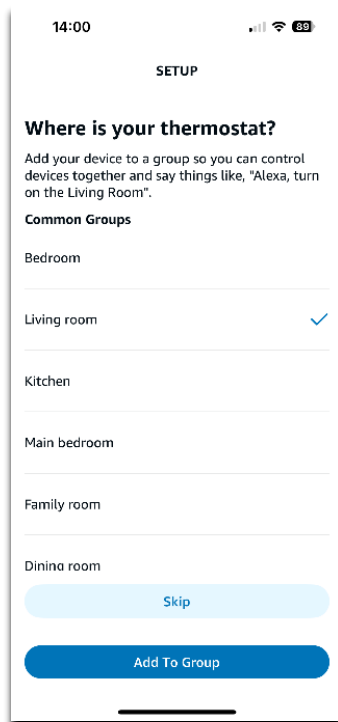 14:00
89
SETUP
Where is your thermostat?
Add your device to a group so you can control
devices together and say things like, "Alexa, turn
on the Living Room".
Common Groups
Bedroom
Living room
Kitchen
Main bedroom
Family room
Dining room
Skip
Add To Group